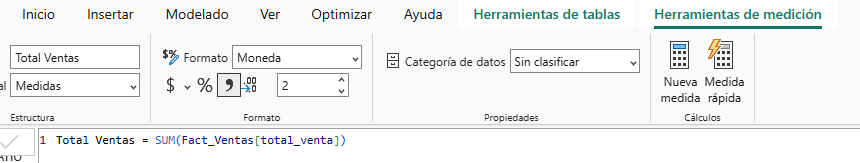 Inicio Insertar Modelado Ver Optimizar Ayuda Herramientas de tablas Herramientas de medición
Total Ventas
al Medidas
Estructura
$% Formato Moneda
$ % 9 .00 2
Formato
Categoría de datos Sin clasificar
Propiedades
Nueva medida
Medida rápida
Cálculos
1 Total Ventas = SUM(Fact_Ventas[total_venta])